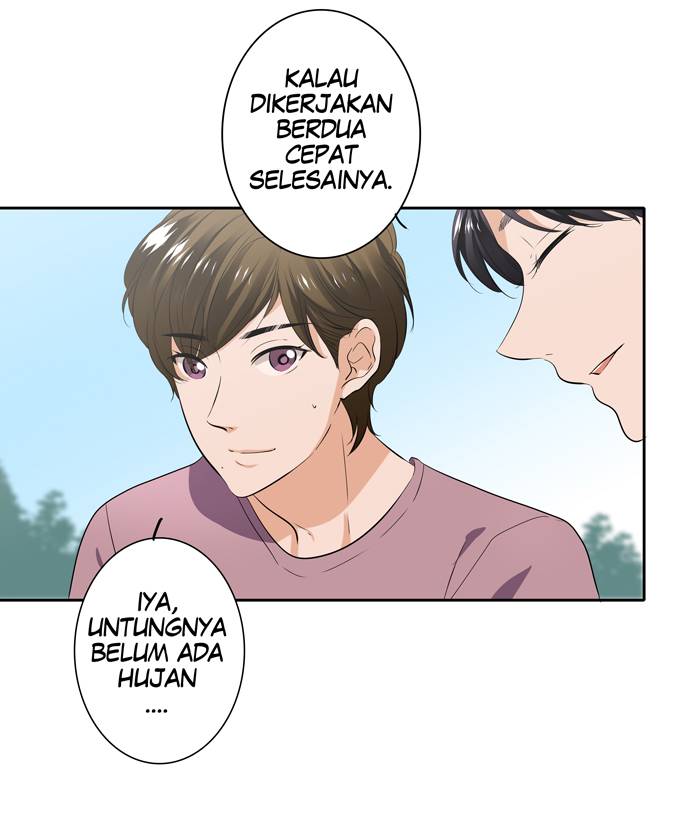 KALAU
DIKERJAKAN
BERDUA
CEPAT
SELESAINYA.
IYA,
UNTUNGNYA
BELUM ADA
HUJAN
....